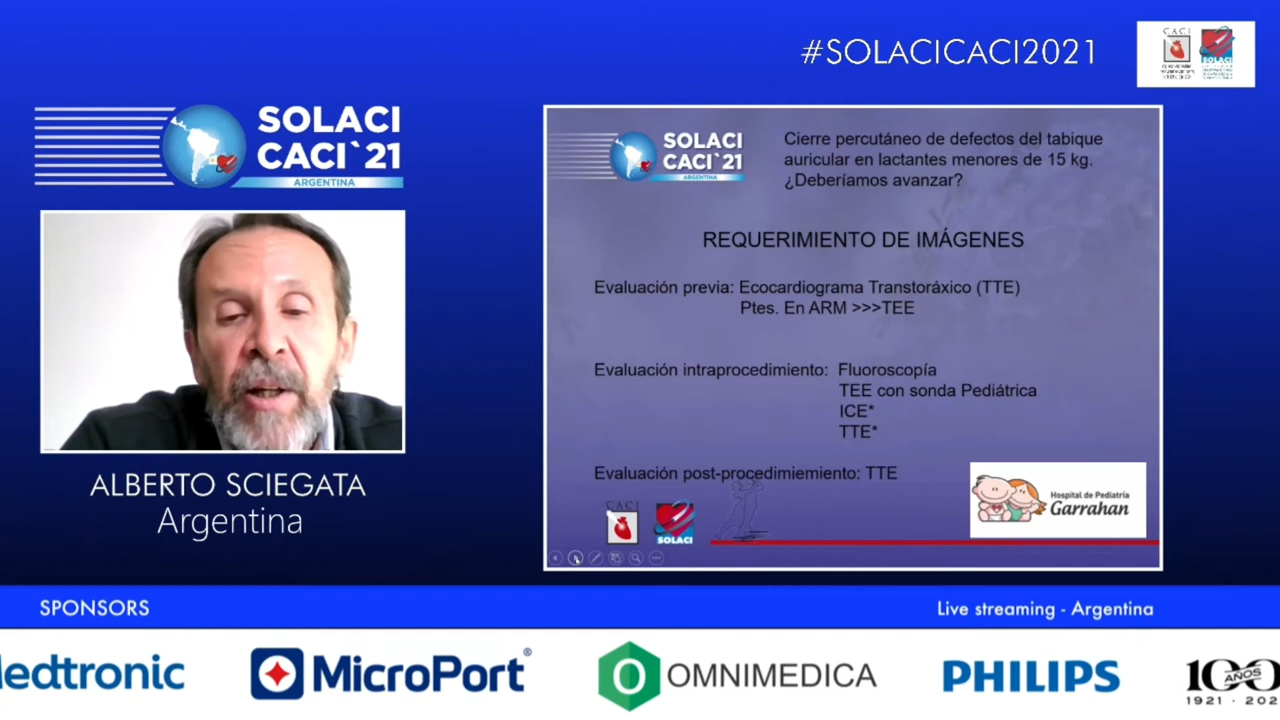 #SOLACICACI2021
CACI
SOLACI
SOLACI
CACI`21
ARGENTINA
SOLACI
CACI`21
ARGENTINA
Cierre percutáneo de defectos del tabique
auricular en lactantes menores de 15 kg.
¿Deberíamos avanzar?
REQUERIMIENTO DE IMÁGENES
Evaluación previa: Ecocardiograma Transtoráxico (TTE)
Ptes. En ARM >>>TEE
Evaluación intraprocedimiento: Fluoroscopía
TEE con sonda Pediátrica
ICE*
TTE*
Evaluación post-procedimiemiento: TTE
CACI
SOLACI
Hospital de Pediatría
Garrahan
ALBERTO SCIEGATA
Argentina
SPONSORS
Live streaming - Argentina
edtronic
MicroPort®
OMNIMEDICA
PHILIPS
100
AÑOS
1921 · 202